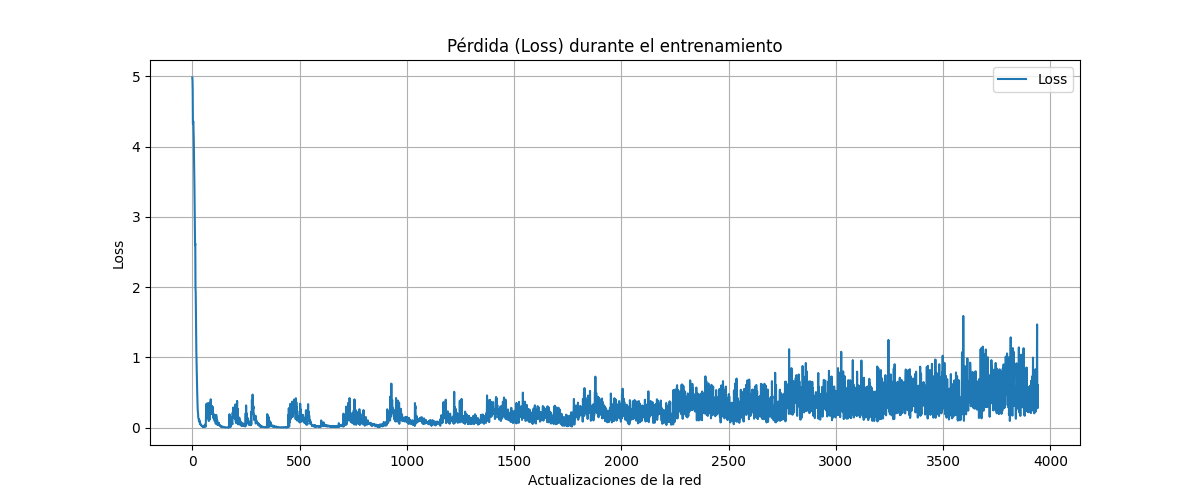 Pérdida (Loss) durante el entrenamiento
Loss
5
4
3
2
1
0
Loss
0 500 1000 1500 2000 2500 3000 3500 4000
Actualizaciones de la red